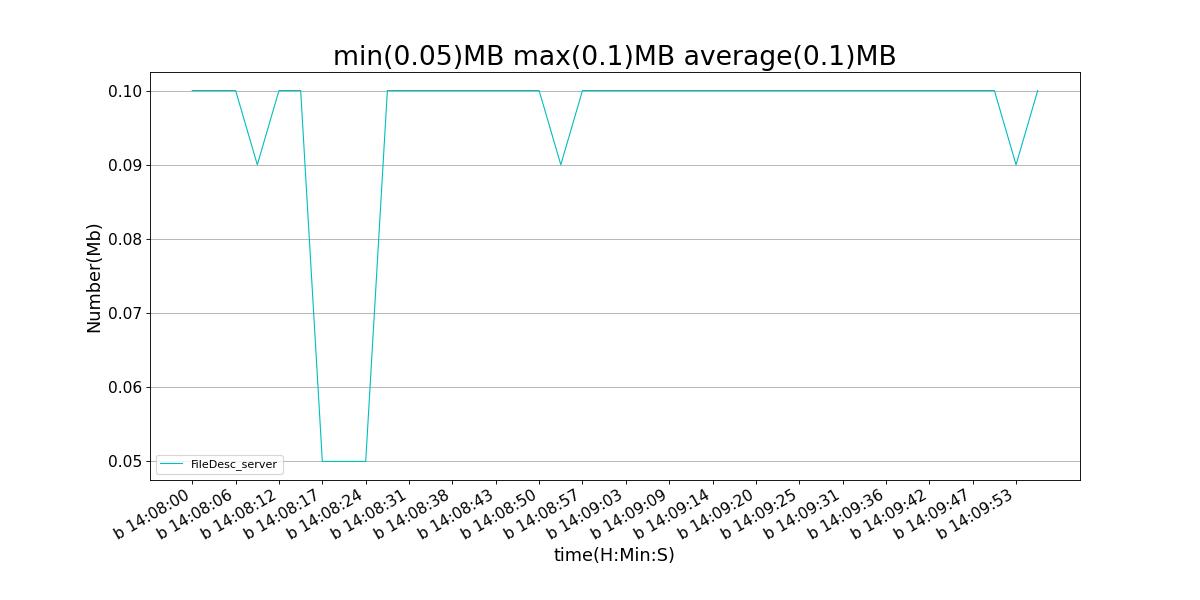 min(0.05)MB max(0.1)MB average(0.1)MB
0.10
0.09
0.08
0.07
0.06
0.05
Number(Mb)
FileDesc_server
b 14:08:00
b 14:08:06
b 14:08:12
b 14:08:17
b 14:08:24
b 14:08:31
b 14:08:38
b 14:08:43
b 14:08:50
b 14:08:57
b 14:09:03
b 14:09:09
b 14:09:14
b 14:09:20
b 14:09:25
b 14:09:31
b 14:09:36
b 14:09:42
b 14:09:47
b 14:09:53
time(H:Min:S)